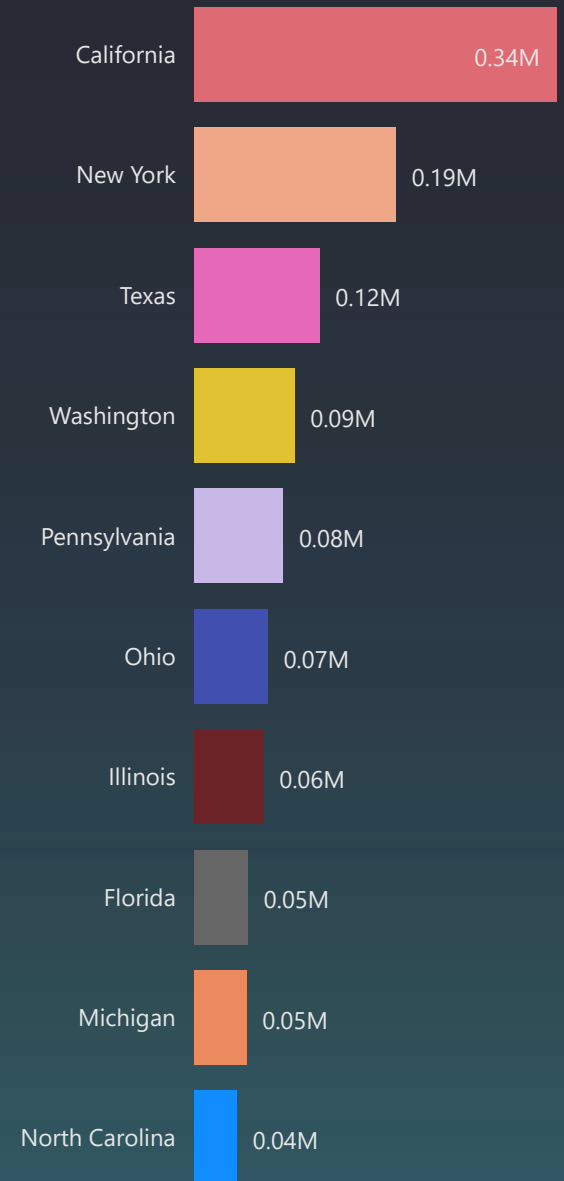 California 0.34M
New York 0.19M
Texas 0.12M
Washington 0.09M
Pennsylvania 0.08M
Ohio 0.07M
Illinois 0.06M
Florida 0.05M
Michigan 0.05M
North Carolina 0.04M